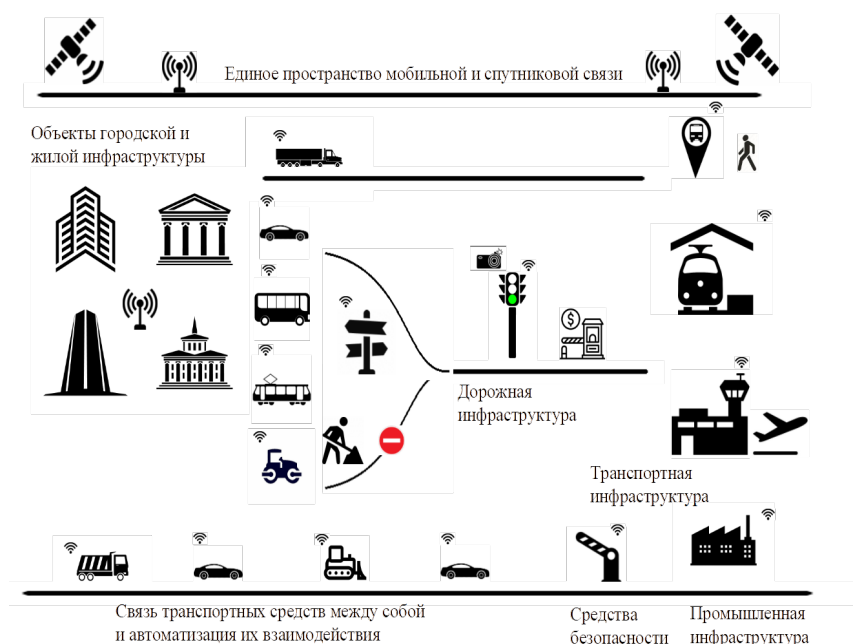 Единое пространство мобильной и спутниковой связи
Объекты городской и
жилой инфраструктуры
$
Дорожная
инфраструктура
Транспортная
инфраструктура
Связь транспортных средств между собой
и автоматизация их взаимодействия
Средства
безопасности
Промышленная
инфраструктура